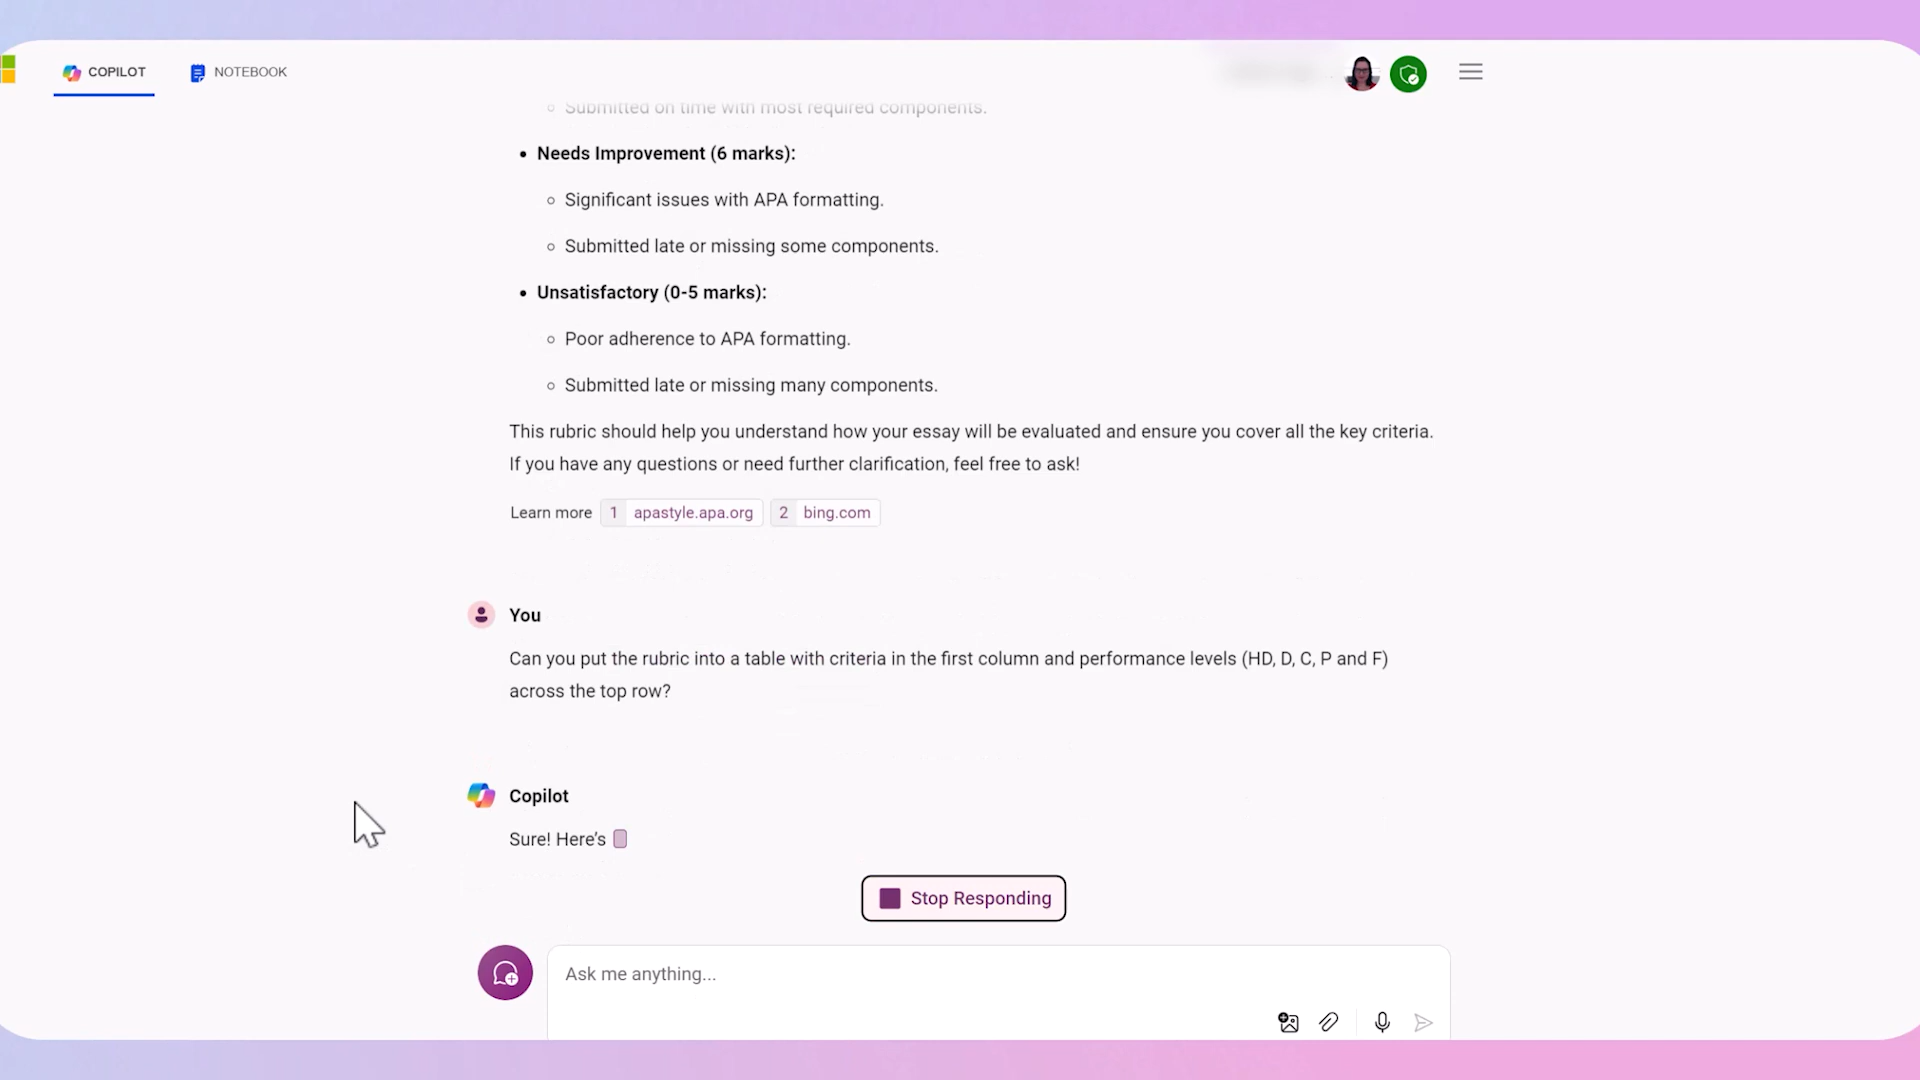 COPILOT
NOTEBOOK
Submitted on time with most required components.
Needs Improvement (6 marks):
Significant issues with APA formatting.
Submitted late or missing some components.
Unsatisfactory (0-5 marks):
Poor adherence to APA formatting.
Submitted late or missing many components.
This rubric should help you understand how your essay will be evaluated and ensure you cover all the key criteria.
If you have any questions or need further clarification, feel free to ask!
Learn more 1 apastyle.apa.org 2 bing.com
You
Can you put the rubric into a table with criteria in the first column and performance levels (HD, D, C, P and F)
across the top row?
Copilot
Sure! Here’s
Stop Responding
Ask me anything...